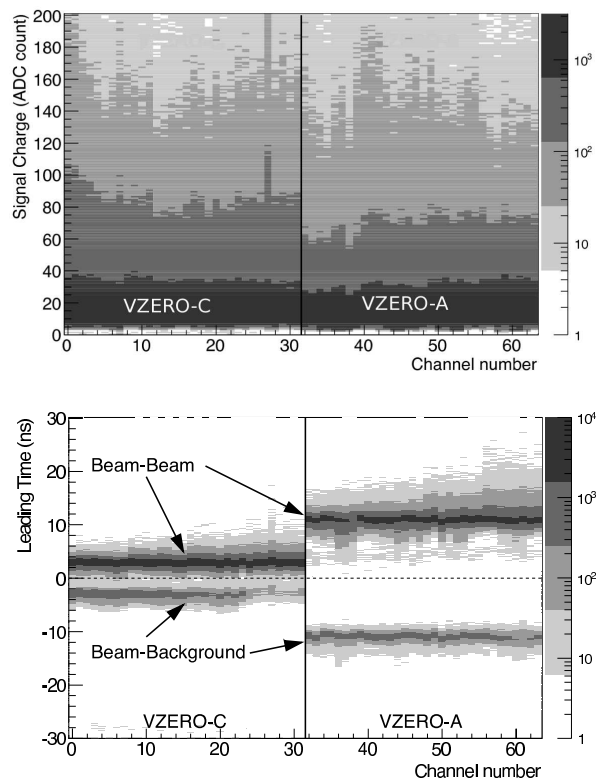 Signal Charge (ADC count)
200
180
160
140
120
100
80
60
40
20
0
VZERO-C
VZERO-A
0 10 20 30 40 50 60
Channel number
10³
10²
10
1
Leading Time (ns)
30
20
10
0
-10
-20
-30
Beam-Beam
Beam-Background
VZERO-C
VZERO-A
0 10 20 30 40 50 60
Channel number
10⁴
10³
10²
10
1